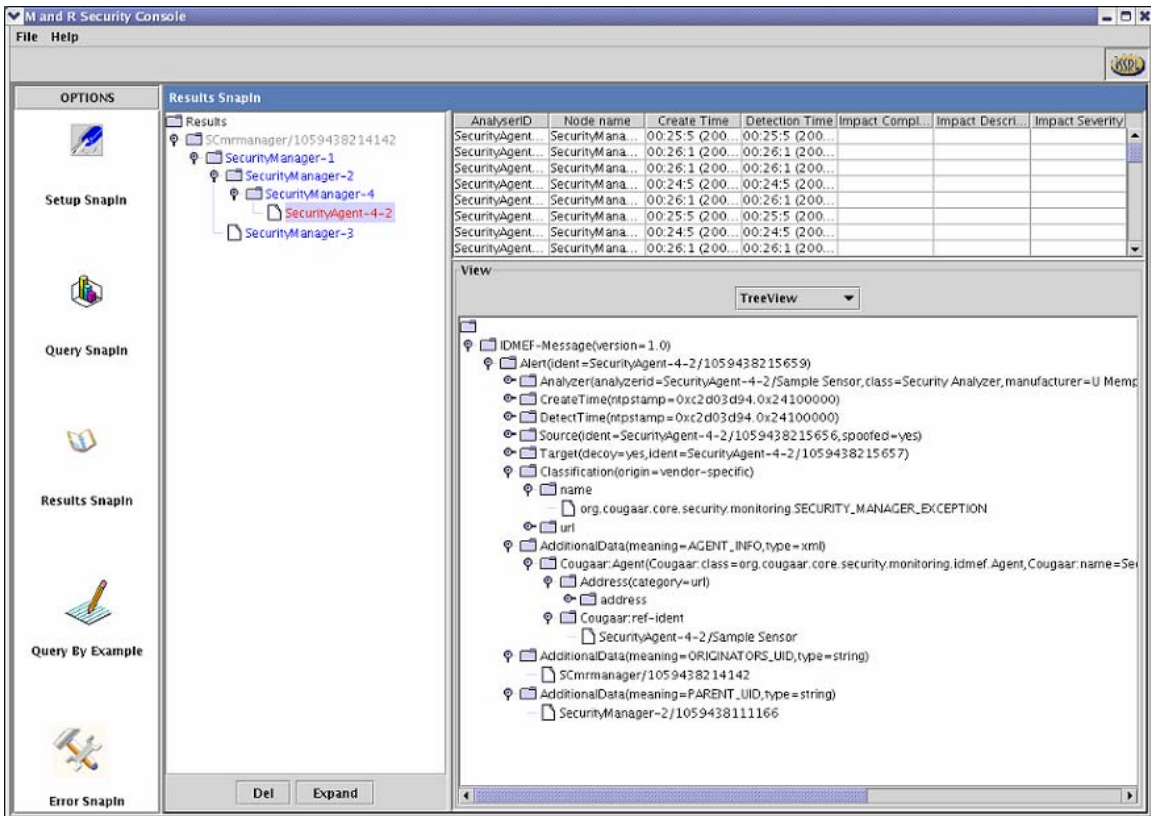 M and R Security Console
File Help
OPTIONS
Setup SnapIn
Query SnapIn
Results SnapIn
Query By Example
Error SnapIn
Results SnapIn
Results
SCmrmanager/1059438214142
SecurityManager-1
SecurityManager-2
SecurityManager-4
SecurityAgent-4-2
SecurityManager-3
Del Expand
AnalyserID Node name Create Time Detection Time Impact Compl... Impact Descri... Impact Severity
SecurityAgent... SecurityMana... 00:25:5 (200... 00:25:5 (200...
SecurityAgent... SecurityMana... 00:26:1 (200... 00:26:1 (200...
SecurityAgent... SecurityMana... 00:26:1 (200... 00:26:1 (200...
SecurityAgent... SecurityMana... 00:24:5 (200... 00:24:5 (200...
SecurityAgent... SecurityMana... 00:26:1 (200... 00:26:1 (200...
SecurityAgent... SecurityMana... 00:25:5 (200... 00:25:5 (200...
SecurityAgent... SecurityMana... 00:24:5 (200... 00:24:5 (200...
SecurityAgent... SecurityMana... 00:26:1 (200... 00:26:1 (200...
View
TreeView
IDMEF-Message(version=1.0)
Alert(ident=SecurityAgent-4-2/1059438215659)
Analyzer(analyzerid=SecurityAgent-4-2/Sample Sensor,class=Security Analyzer,manufacturer=U Memp
CreateTime(ntpstamp=0xc2d03d94.0x24100000)
DetectTime(ntpstamp=0xc2d03d94.0x24100000)
Source(ident=SecurityAgent-4-2/1059438215656,spoofed=yes)
Target(decoy=yes,ident=SecurityAgent-4-2/1059438215657)
Classification(origin=vendor-specific)
name
org.cougaar.core.security.monitoring.SECURITY_MANAGER_EXCEPTION
url
AdditionalData(meaning=AGENT_INFO,type=xml)
Cougaar:Agent(Cougaar:class=org.cougaar.core.security.monitoring.idmef.Agent,Cougaar:name=Se
Address(category=url)
address
Cougaar:ref-ident
SecurityAgent-4-2/Sample Sensor
AdditionalData(meaning=ORIGINATORS_UID,type=string)
SCmrmanager/1059438214142
AdditionalData(meaning=PARENT_UID,type=string)
SecurityManager-2/1059438111166